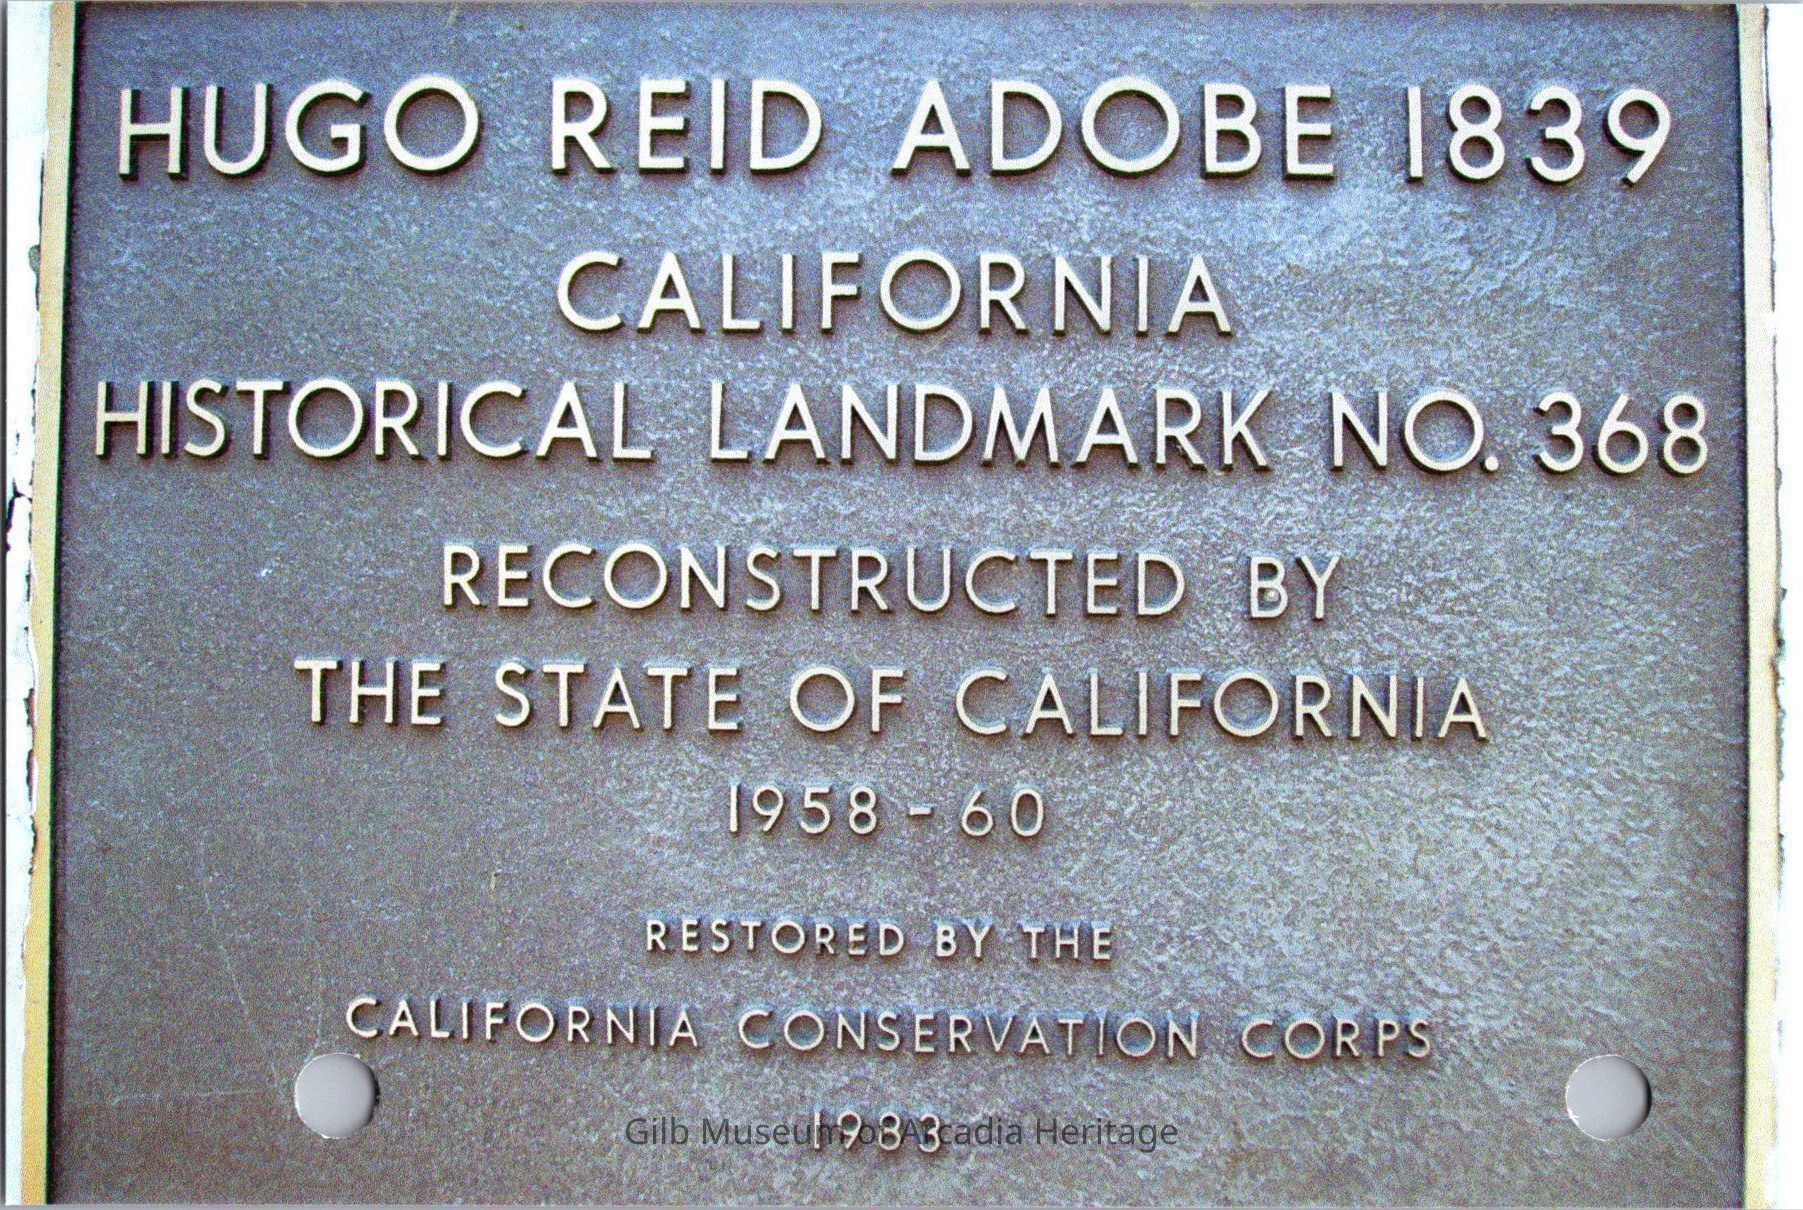 HUGO REID ADOBE 1839
CALIFORNIA
HISTORICAL LANDMARK NO. 368
RECONSTRUCTED BY
THE STATE OF CALIFORNIA
1958 - 60
RESTORED BY THE
CALIFORNIA CONSERVATION CORPS
1983
Gilb Museum of Arcadia Heritage